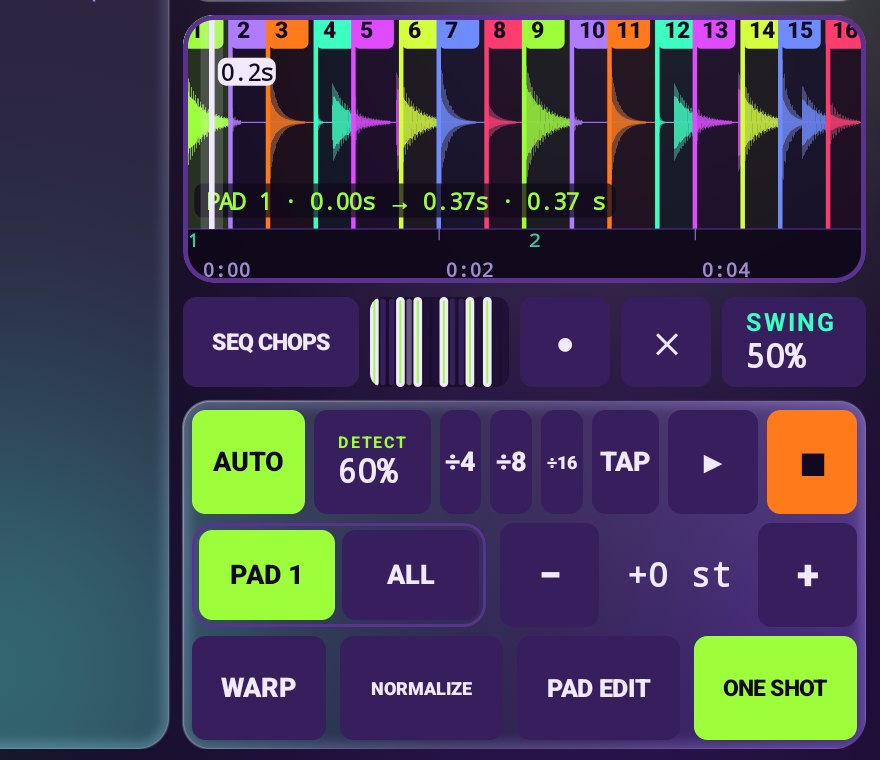 1 2 3 4 5 6 7 8 9 10 11 12 13 14 15 16
0.2s
PAD 1 · 0.00s → 0.37s · 0.37 s
1 2
0:00 0:02 0:04
SEQ CHOPS
SWING
50%
AUTO
DETECT
60%
÷4 ÷8 ÷16 TAP
PAD 1 ALL − +0 st +
WARP NORMALIZE PAD EDIT ONE SHOT